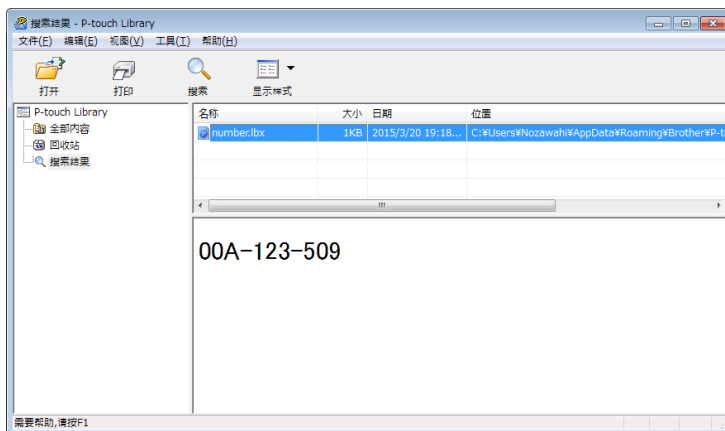 搜索结果 - P-touch Library
文件(F) 编辑(E) 视图(V) 工具(T) 帮助(H)
打开 打印 搜索 显示样式
P-touch Library
全部内容
回收站
搜索结果
名称 大小 日期 位置
number.lbx 1KB 2015/3/20 19:18... C:¥Users¥Nozawahi¥AppData¥Roaming¥Brother¥P-t
00A-123-509
需要帮助,请按F1